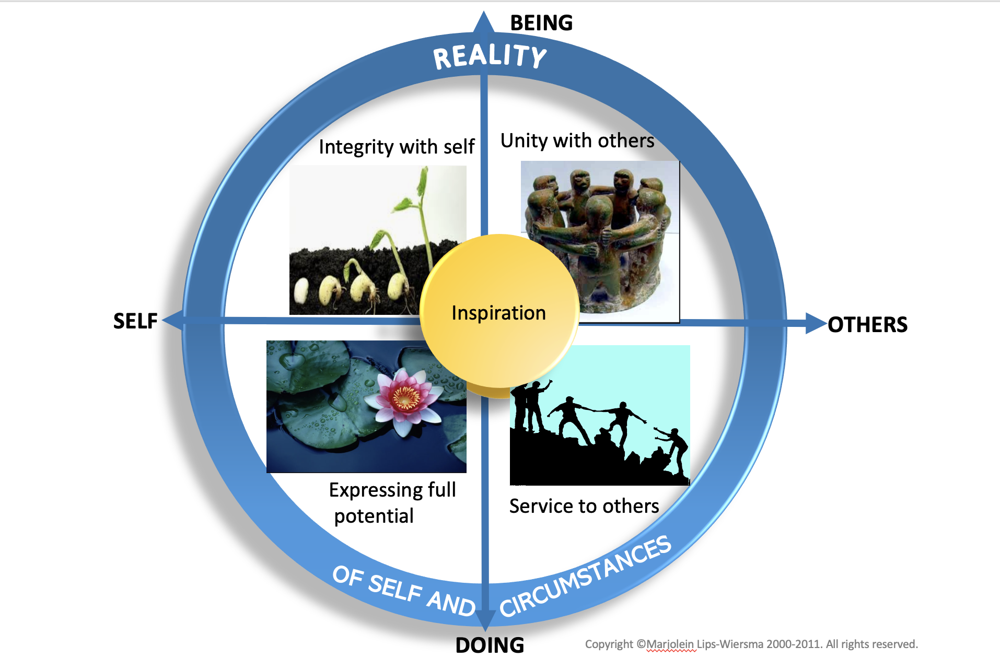 BEING
REALITY
Integrity with self
Unity with others
Inspiration
SELF
OTHERS
Expressing full
potential
Service to others
OF SELF AND CIRCUMSTANCES
DOING
Copyright ©Marjolein Lips-Wiersma 2000-2011. All rights reserved.